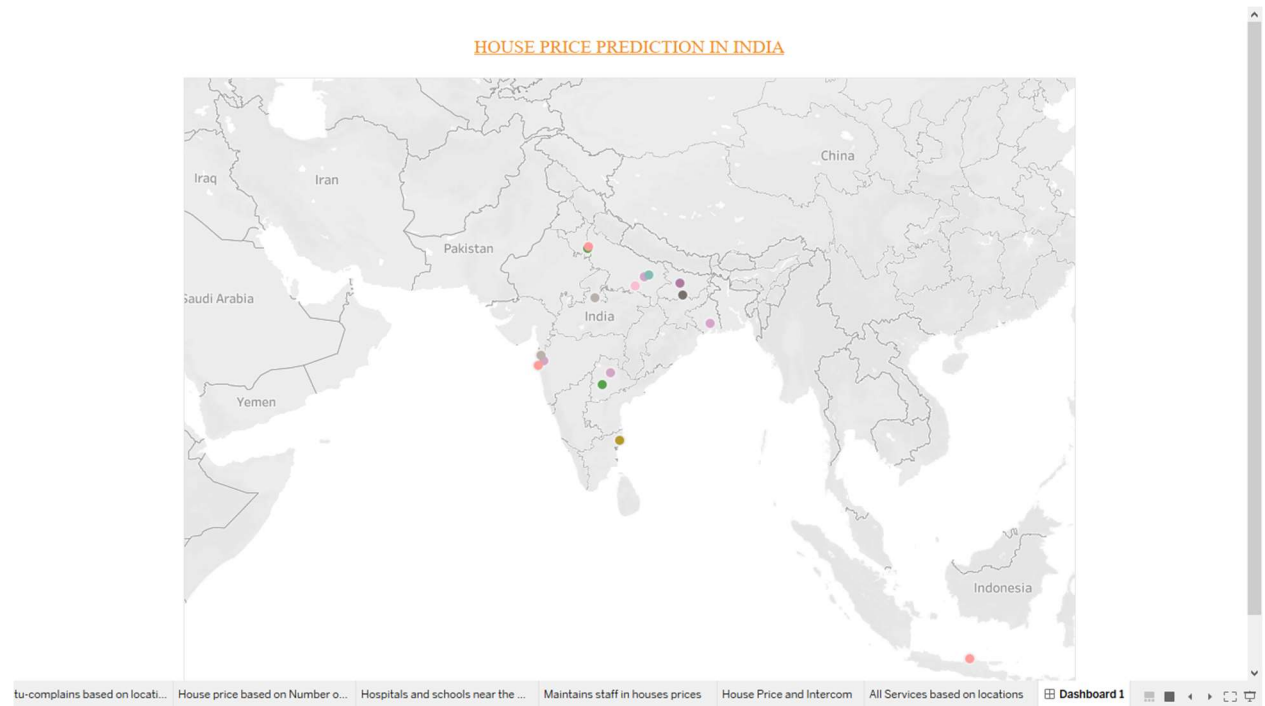 HOUSE PRICE PREDICTION IN INDIA
China
Iraq
Iran
Pakistan
Saudi Arabia
India
Yemen
Indonesia
tu-complains based on locati... House price based on Number o... Hospitals and schools near the ... Maintains staff in houses prices House Price and Intercom All Services based on locations Dashboard 1